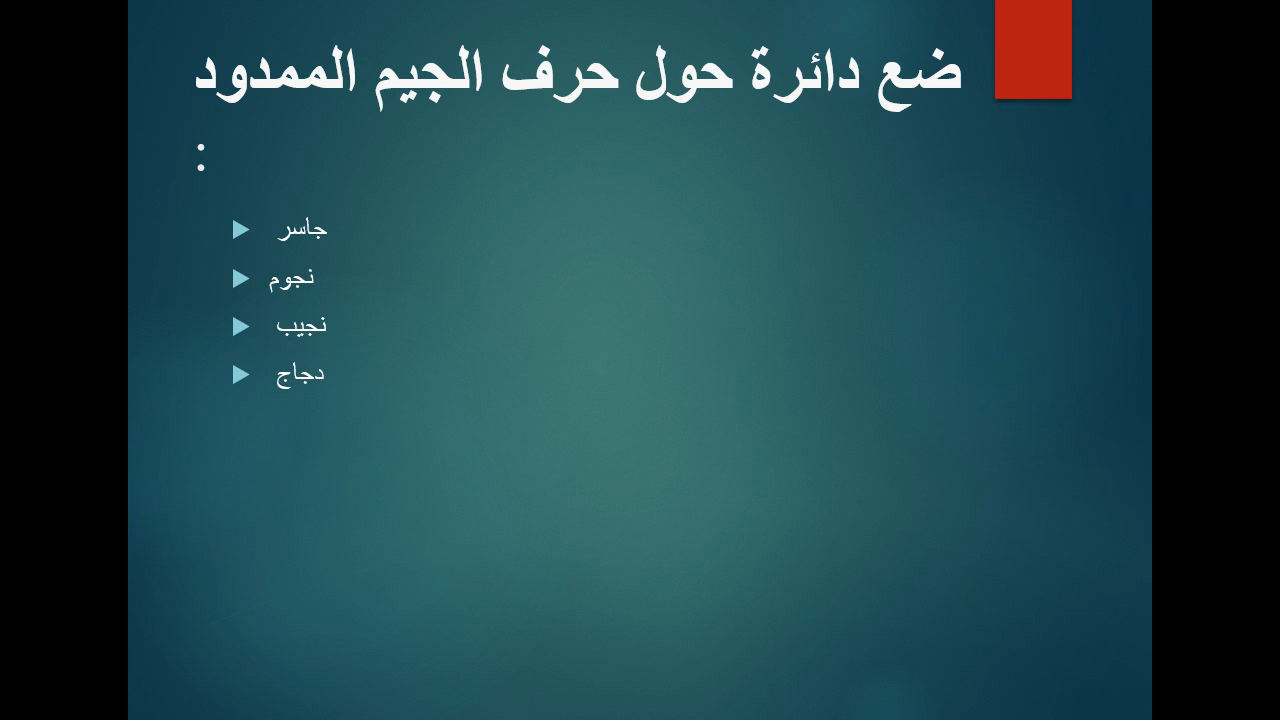 ضع دائرة حول حرف الجيم الممدود
:
جاسر
نجوم
نجيب
دجاج